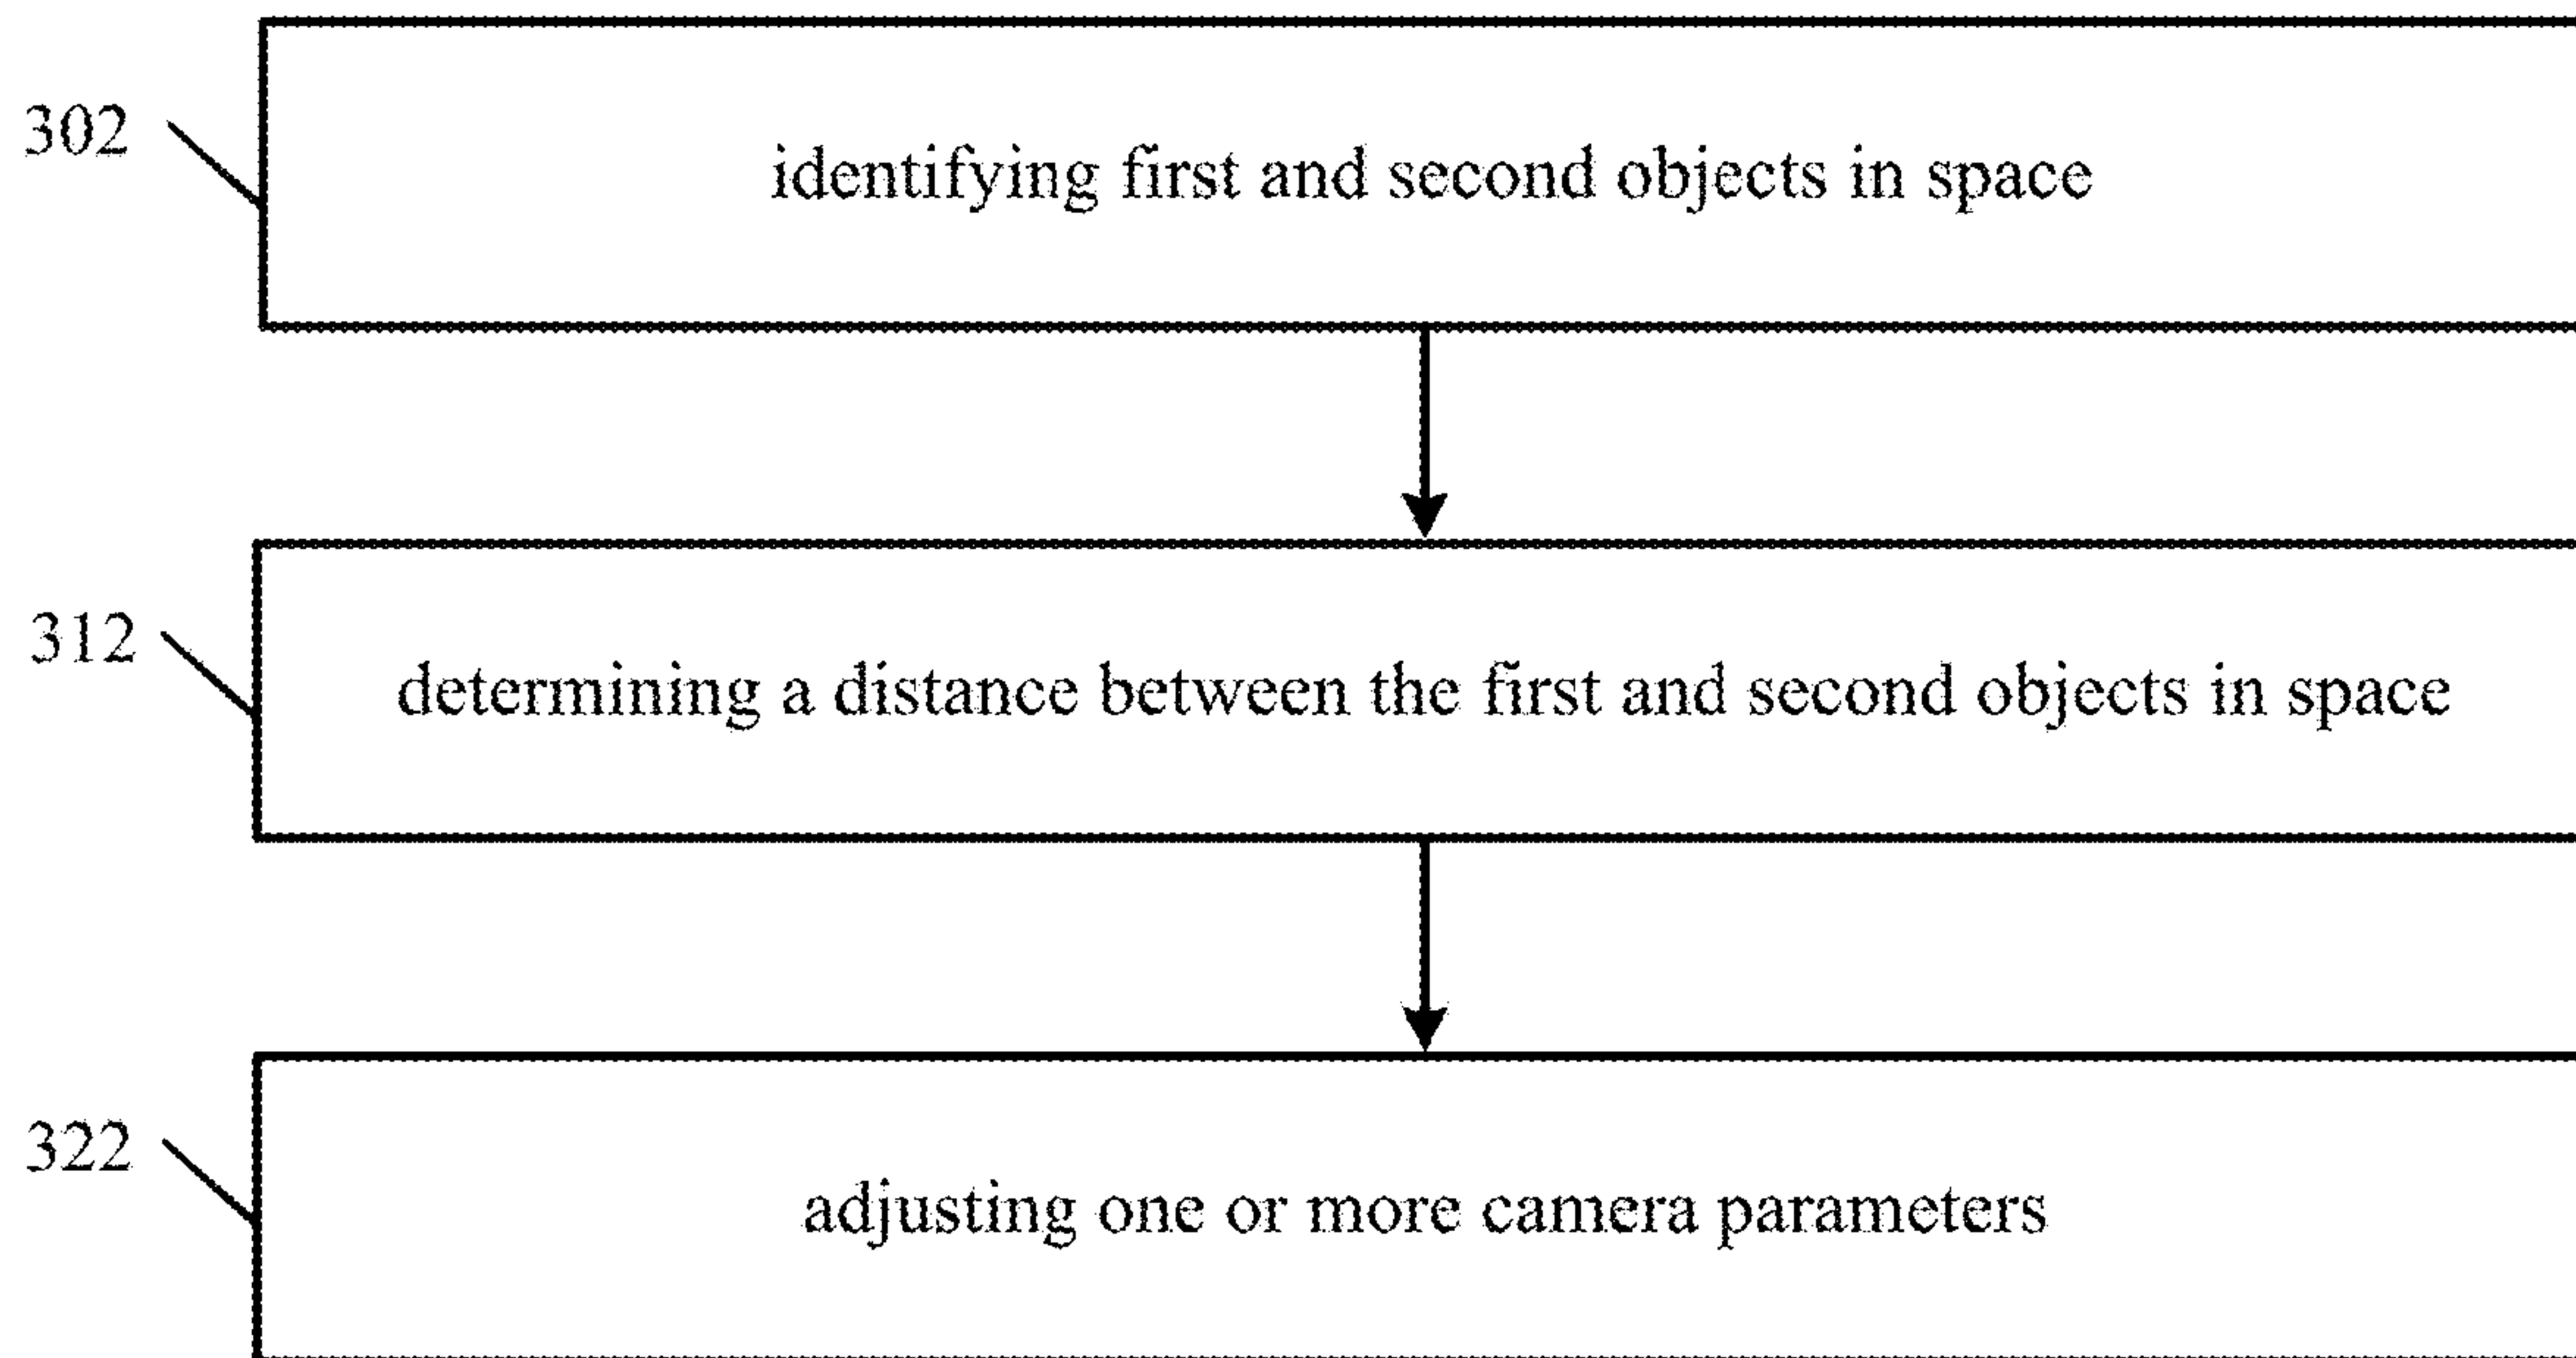 302
identifying first and second objects in space
312
determining a distance between the first and second objects in space
322
adjusting one or more camera parameters